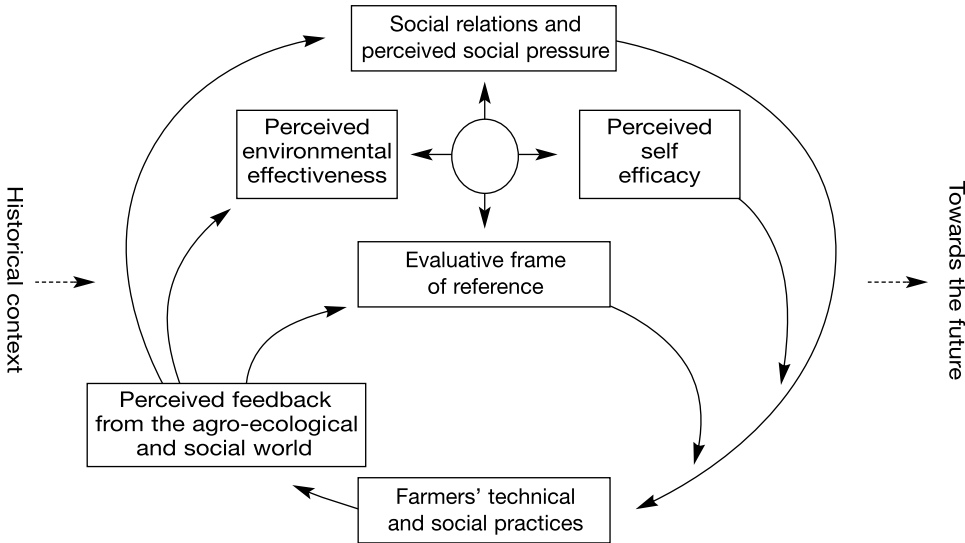 Social relations and
perceived social pressure
Perceived
environmental
effectiveness
Perceived
self
efficacy
Evaluative frame
of reference
Historical context
Towards the future
Perceived feedback
from the agro-ecological
and social world
Farmers’ technical
and social practices